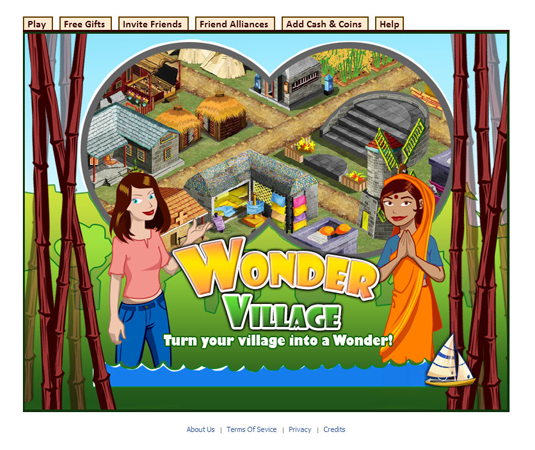 Play Free Gifts Invite Friends Friend Alliances Add Cash & Coins Help
WONDER
VILLAGE
Turn your village into a Wonder!
About Us | Terms Of Sevice | Privacy | Credits